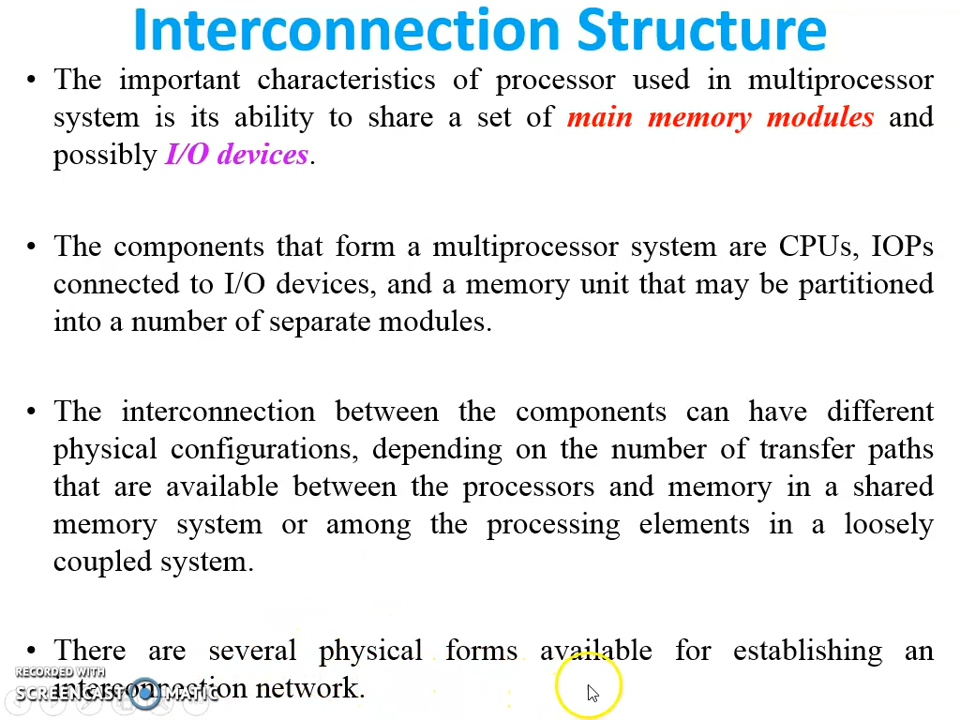 Interconnection Structure
• The important characteristics of processor used in multiprocessor
system is its ability to share a set of main memory modules and
possibly I/O devices.
• The components that form a multiprocessor system are CPUs, IOPs
connected to I/O devices, and a memory unit that may be partitioned
into a number of separate modules.
• The interconnection between the components can have different
physical configurations, depending on the number of transfer paths
that are available between the processors and memory in a shared
memory system or among the processing elements in a loosely
coupled system.
• There are several physical forms available for establishing an
interconnection network.
RECORDED WITH
SCREENCAST MATIC